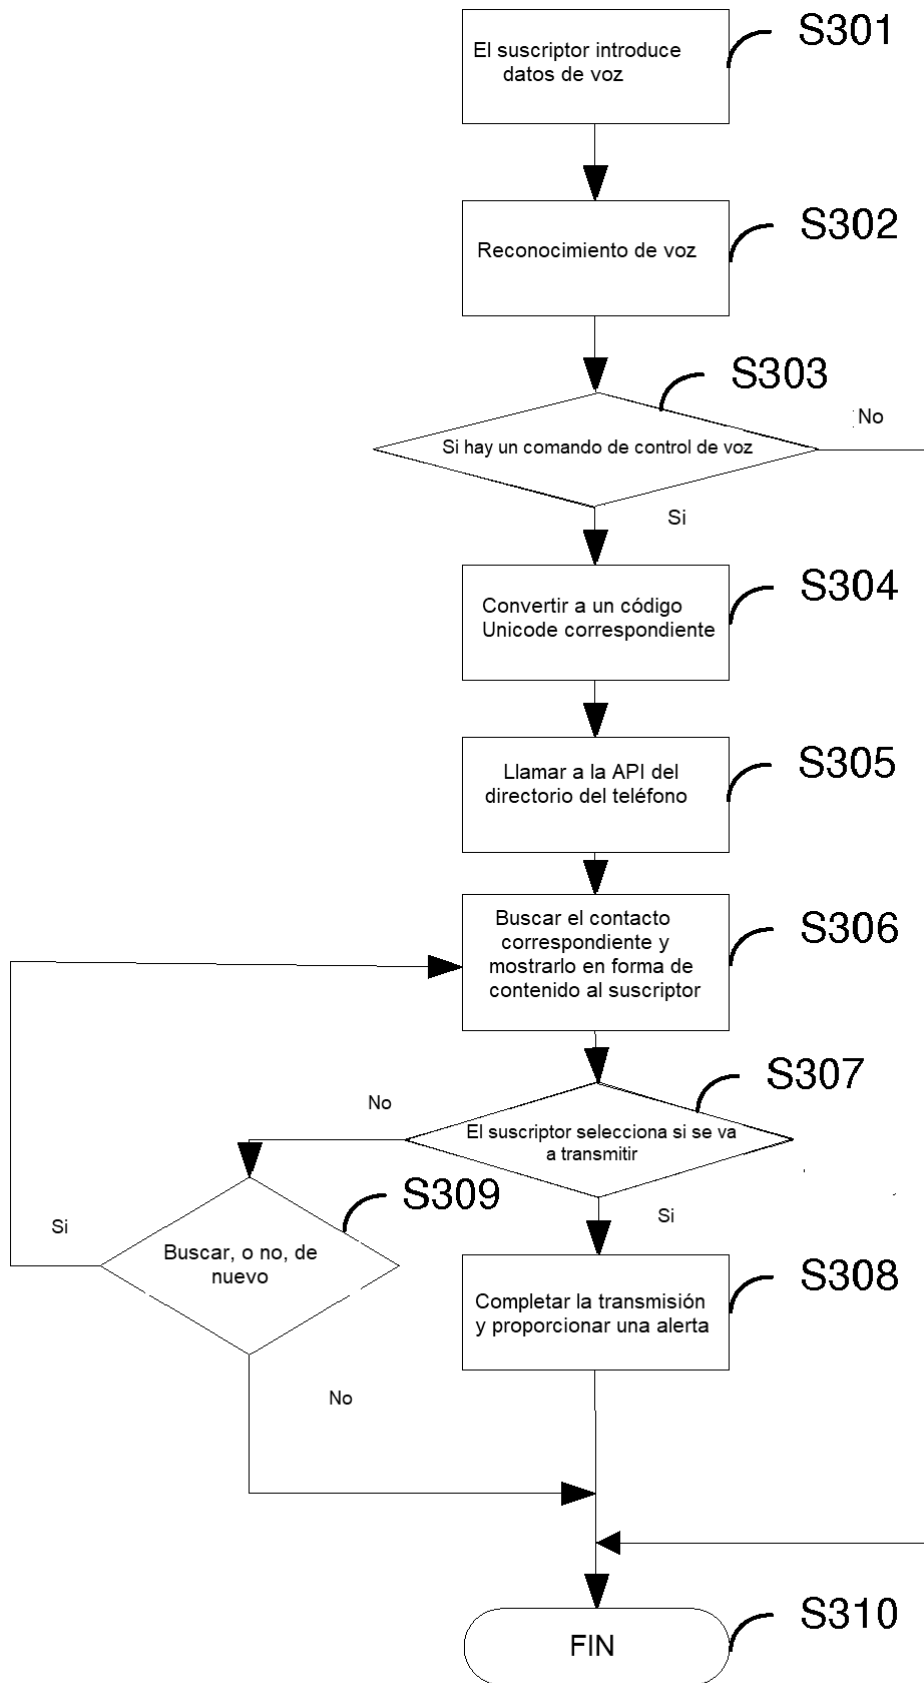 S301
El suscriptor introduce
datos de voz
S302
Reconocimiento de voz
S303
No
Si hay un comando de control de voz
Si
S304
Convertir a un código
Unicode correspondiente
S305
Llamar a la API del
directorio del teléfono
S306
Buscar el contacto
correspondiente y
mostrarlo en forma de
contenido al suscriptor
S307
No
El suscriptor selecciona si se va
a transmitir
S309
Si
Si
Buscar, o no, de
nuevo
S308
Completar la transmisión
y proporcionar una alerta
No
S310
FIN